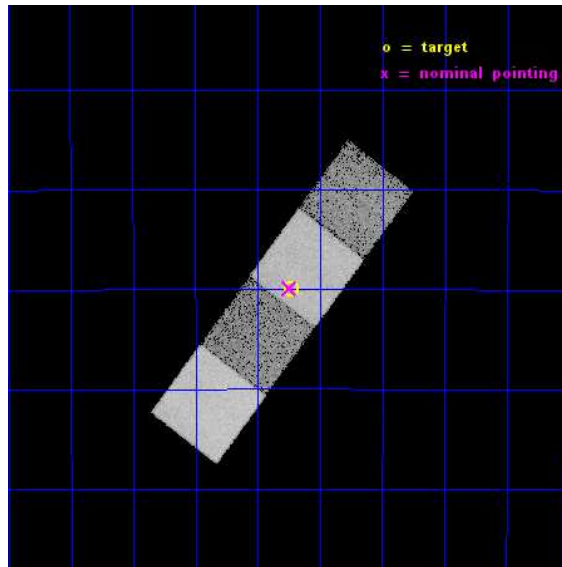 o = target
x = nominal pointing